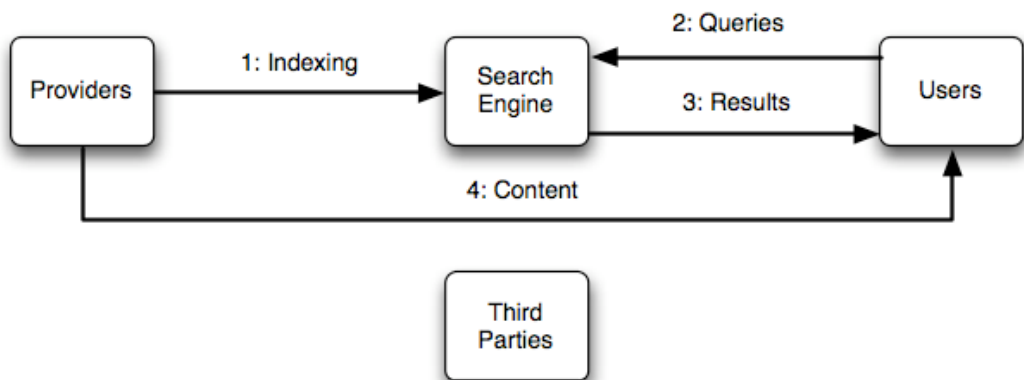 2: Queries
1: Indexing
Providers
Search
Engine
Users
3: Results
4: Content
Third
Parties